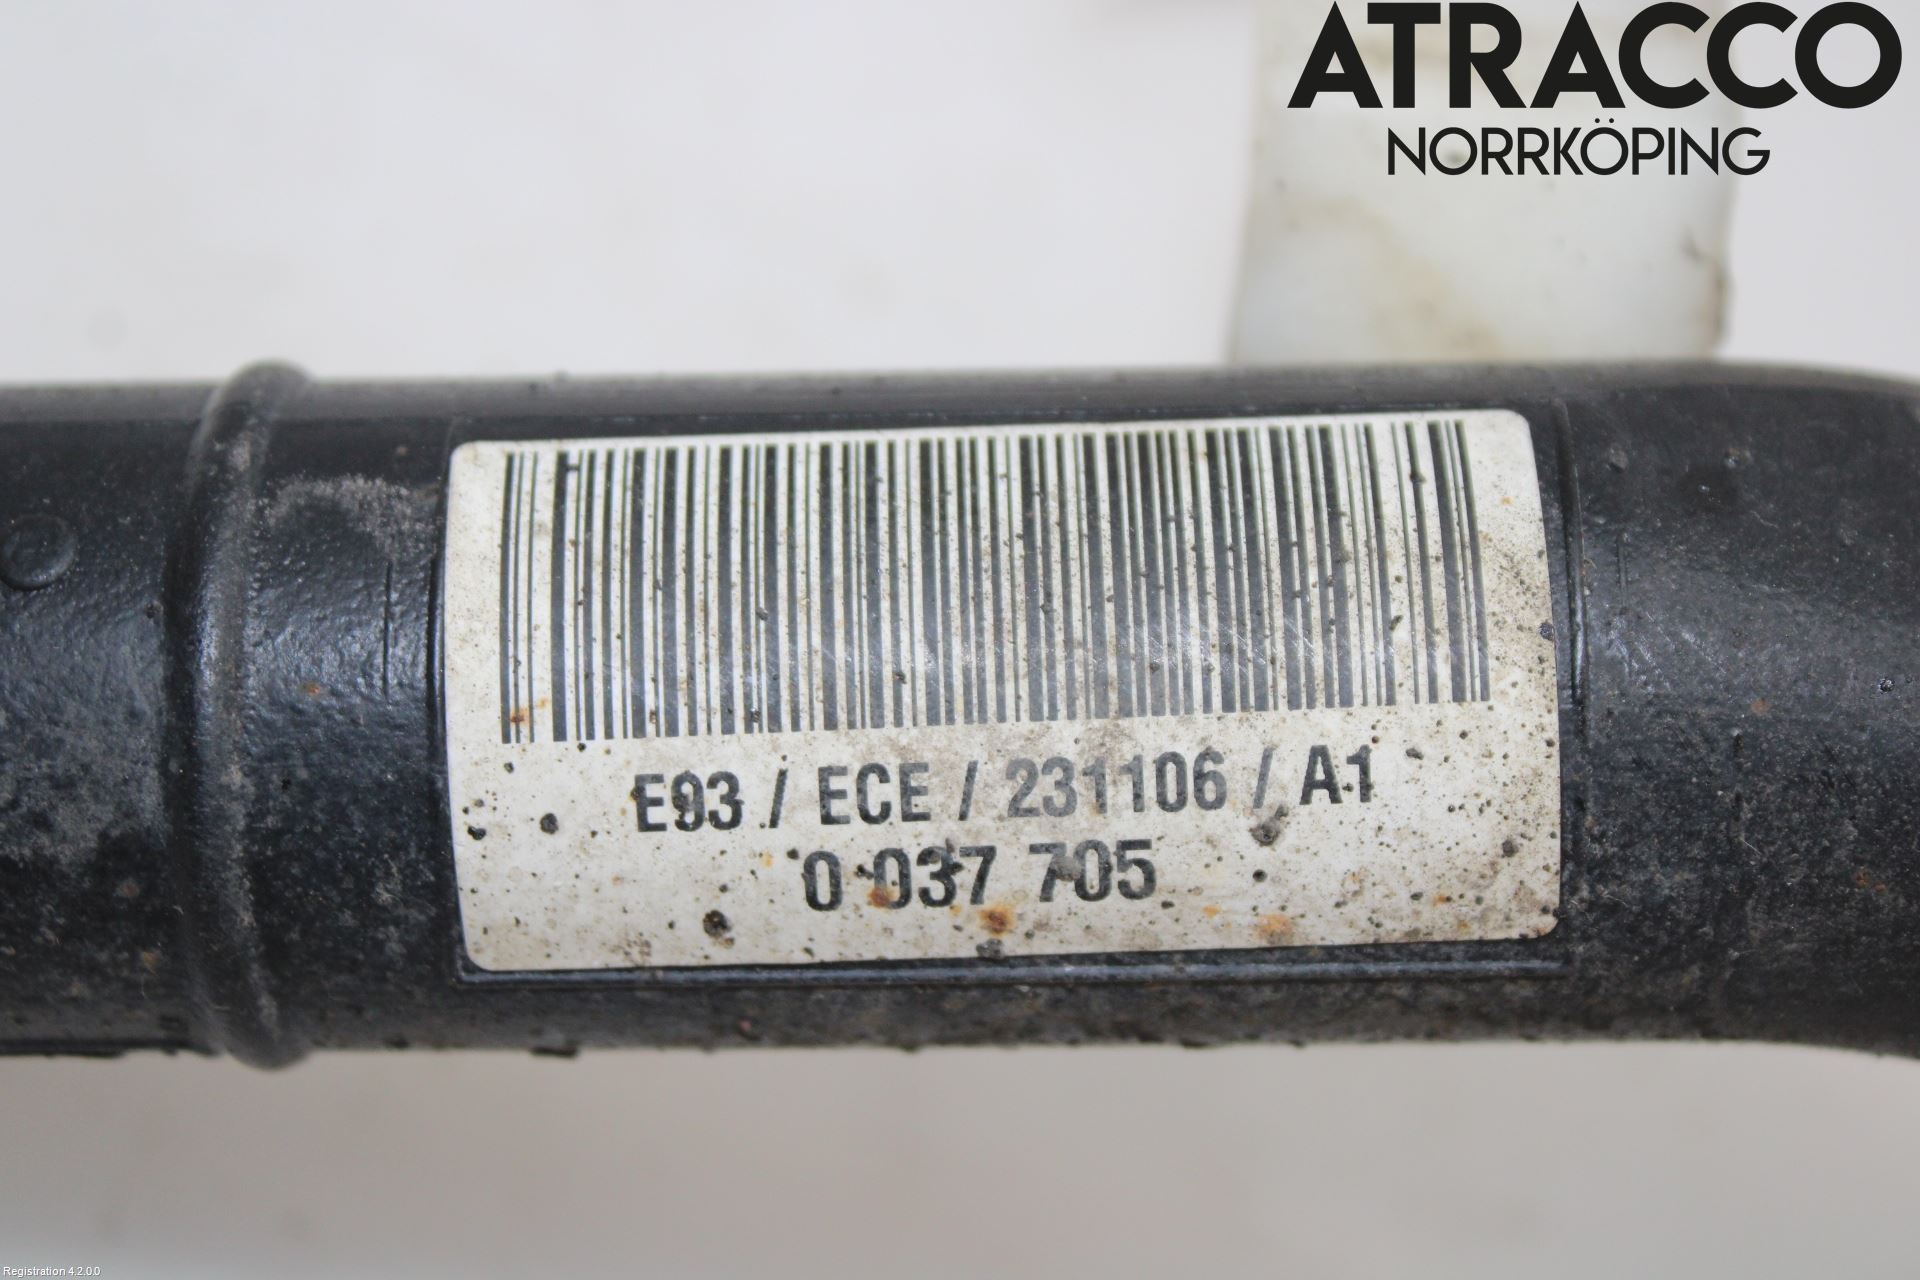 ATRACCO
NORRKÖPING
E93 / ECE / 231106 / A1
0 037 705
Registration 4.2.0.0